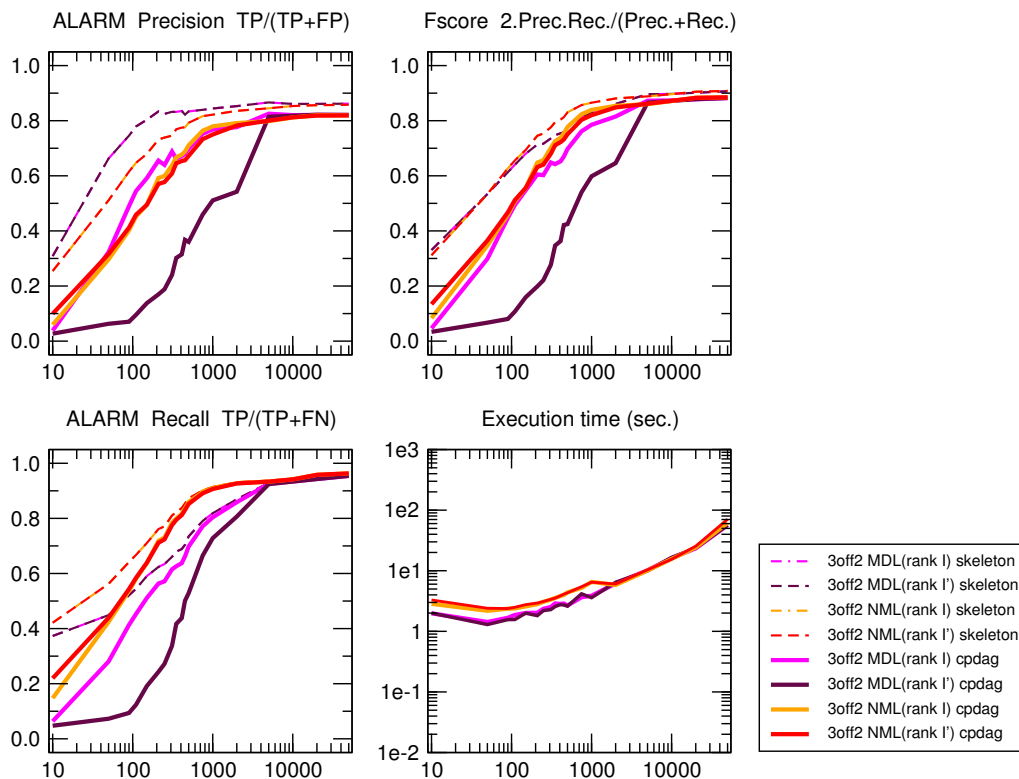 ALARM Precision TP/(TP+FP)
1.0
0.8
0.6
0.4
0.2
0.0
10 100 1000 10000
Fscore 2.Prec.Rec./(Prec.+Rec.)
1.0
0.8
0.6
0.4
0.2
0.0
10 100 1000 10000
ALARM Recall TP/(TP+FN)
1.0
0.8
0.6
0.4
0.2
0.0
10 100 1000 10000
Execution time (sec.)
1e3
1e+2
1e+1
1
1e-1
1e-2
10 100 1000 10000
3off2 MDL(rank I) skeleton
3off2 MDL(rank I') skeleton
3off2 NML(rank I) skeleton
3off2 NML(rank I') skeleton
3off2 MDL(rank I) cpdag
3off2 MDL(rank I') cpdag
3off2 NML(rank I) cpdag
3off2 NML(rank I') cpdag